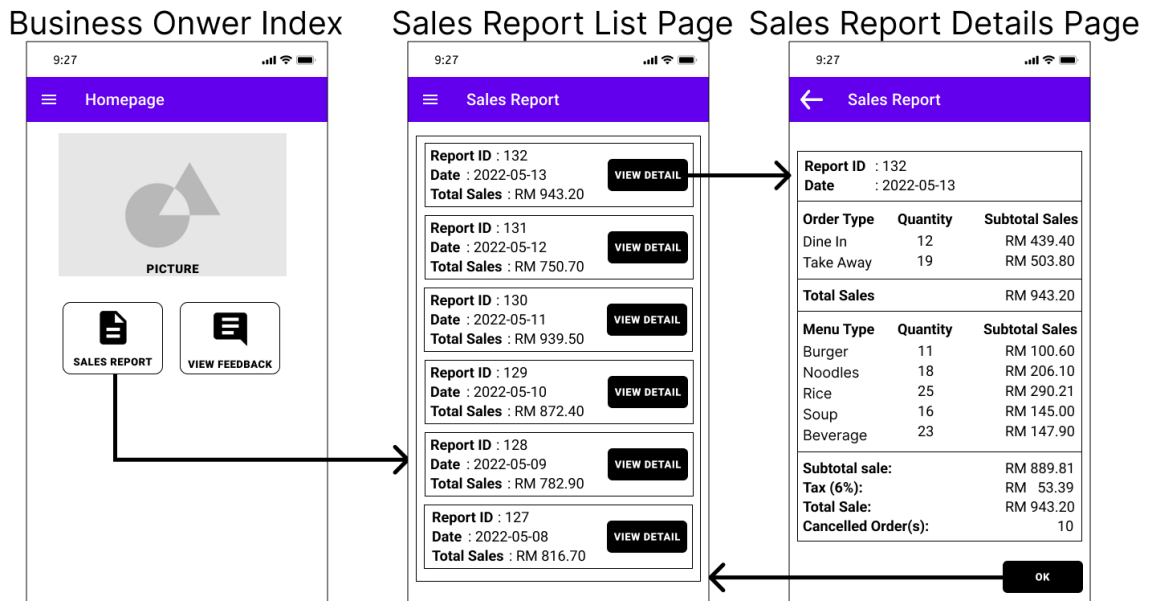 Business Onwer Index
9:27
Homepage
PICTURE
SALES REPORT
VIEW FEEDBACK
Sales Report List Page
9:27
Sales Report
Report ID : 132
Date : 2022-05-13
Total Sales : RM 943.20
VIEW DETAIL
Report ID : 131
Date : 2022-05-12
Total Sales : RM 750.70
VIEW DETAIL
Report ID : 130
Date : 2022-05-11
Total Sales : RM 939.50
VIEW DETAIL
Report ID : 129
Date : 2022-05-10
Total Sales : RM 872.40
VIEW DETAIL
Report ID : 128
Date : 2022-05-09
Total Sales : RM 782.90
VIEW DETAIL
Report ID : 127
Date : 2022-05-08
Total Sales : RM 816.70
VIEW DETAIL
Sales Report Details Page
9:27
Sales Report
Report ID : 132
Date : 2022-05-13
Order Type Quantity Subtotal Sales
Dine In 12 RM 439.40
Take Away 19 RM 503.80
Total Sales RM 943.20
Menu Type Quantity Subtotal Sales
Burger 11 RM 100.60
Noodles 18 RM 206.10
Rice 25 RM 290.21
Soup 16 RM 145.00
Beverage 23 RM 147.90
Subtotal sale: RM 889.81
Tax (6%): RM 53.39
Total Sale: RM 943.20
Cancelled Order(s): 10
OK